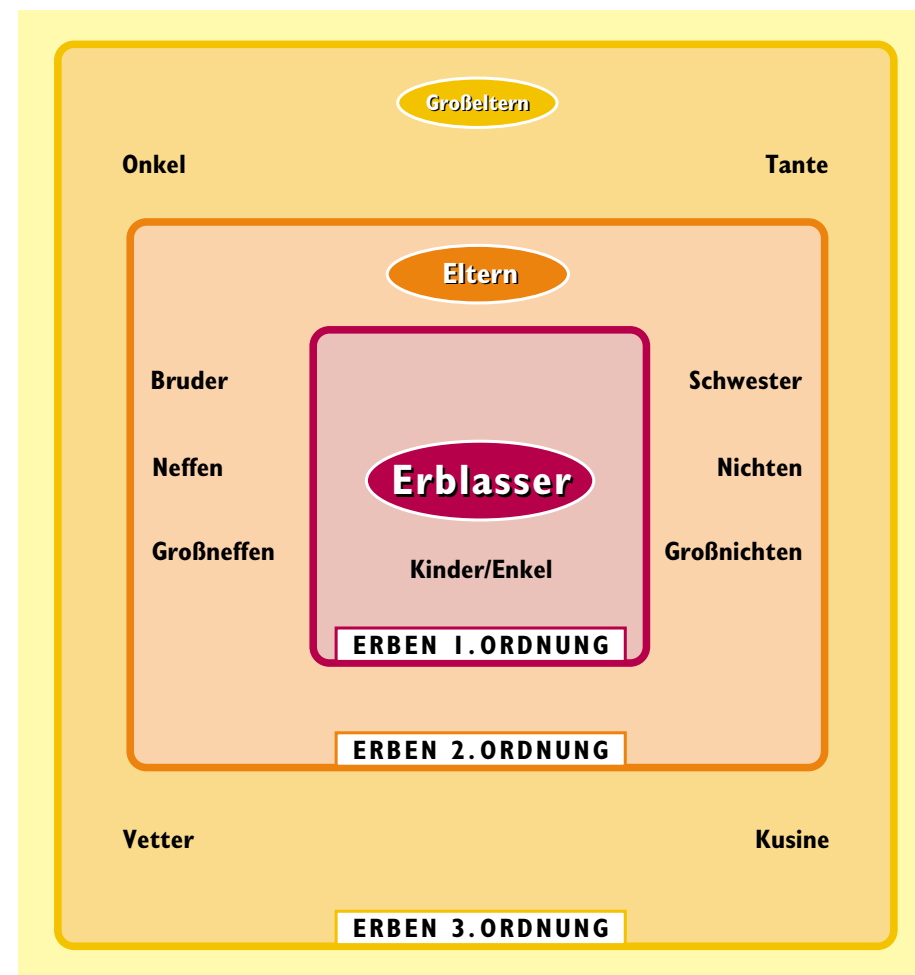 Großeltern
Onkel Tante
Eltern
Bruder Schwester
Neffen Nichten
Erblasser
Großneffen Großnichten
Kinder/Enkel
ERBEN 1.ORDNUNG
ERBEN 2.ORDNUNG
Vetter Kusine
ERBEN 3.ORDNUNG